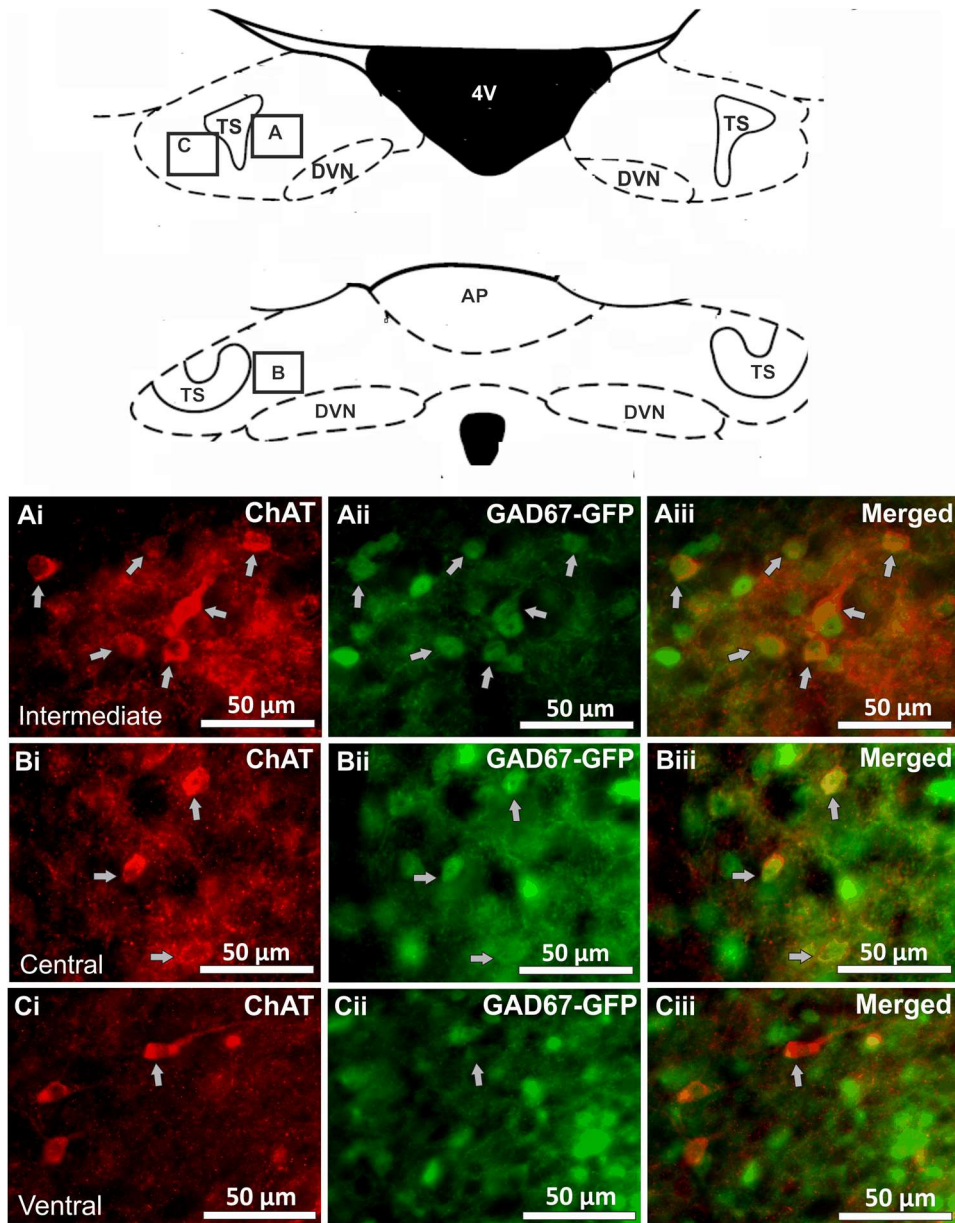 4V
TS TS
C A
DVN DVN
AP
B
TS TS
DVN DVN
Ai ChAT Aii GAD67-GFP Aiii Merged
Intermediate 50 µm 50 µm 50 µm
Bi ChAT Bii GAD67-GFP Biii Merged
Central 50 µm 50 µm 50 µm
Ci ChAT Cii GAD67-GFP Ciii Merged
Ventral 50 µm 50 µm 50 µm